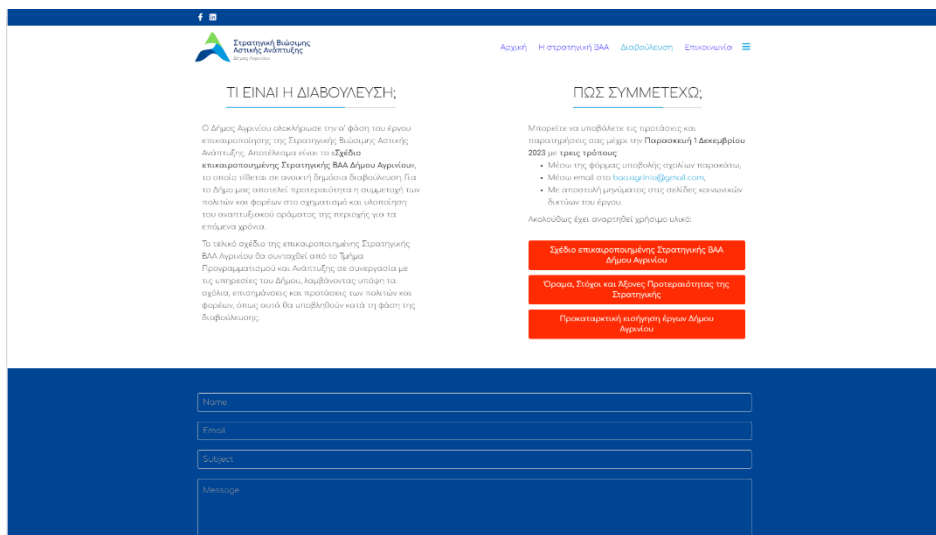 Στρατηγική Βιώσιμης
Αστικής Ανάπτυξης
Δήμος Αγρινίου
Αρχική Η στρατηγική ΒΑΑ Διαβούλευση Επικοινωνία
ΤΙ ΕΙΝΑΙ Η ΔΙΑΒΟΥΛΕΥΣΗ;
Ο Δήμος Αγρινίου ολοκλήρωσε την α' φάση του έργου
επικαιροποίησης της Στρατηγικής Βιώσιμης Αστικής
Ανάπτυξης. Αποτέλεσμα είναι το «Σχέδιο
επικαιροποιημένης Στρατηγικής ΒΑΑ Δήμου Αγρινίου»,
το οποίο τίθεται σε ανοικτή δημόσια διαβούλευση. Για
το Δήμο μας αποτελεί προτεραιότητα η συμμετοχή των
πολιτών και φορέων στο σχηματισμό και υλοποίηση
του αναπτυξιακού οράματος της περιοχής για τα
επόμενα χρόνια.
Το τελικό σχέδιο της επικαιροποιημένης Στρατηγικής
ΒΑΑ Αγρινίου θα συνταχθεί από το Τμήμα
Προγραμματισμού και Ανάπτυξης σε συνεργασία με
τις υπηρεσίες του Δήμου, λαμβάνοντας υπόψη τα
σχόλια, επισημάνσεις και προτάσεις των πολιτών και
φορέων, όπως αυτά θα υποβληθούν κατά τη φάση της
διαβούλευσης.
ΠΩΣ ΣΥΜΜΕΤΕΧΩ;
Μπορείτε να υποβάλετε τις προτάσεις και
παρατηρήσεις σας μέχρι την Παρασκευή 1 Δεκεμβρίου
2023 με τρεις τρόπους:
• Μέσω της φόρμας υποβολής σχολίων παρακάτω,
• Μέσω email στο baa.agrinio@gmail.com,
• Με αποστολή μηνύματος στις σελίδες κοινωνικών
δικτύων του έργου.
Ακολούθως έχει αναρτηθεί χρήσιμο υλικό:
Σχέδιο επικαιροποιημένης Στρατηγικής ΒΑΑ
Δήμου Αγρινίου
Όραμα, Στόχοι και Άξονες Προτεραιότητας της
Στρατηγικής
Προκαταρκτική εισήγηση έργων Δήμου
Αγρινίου
Name
Email
Subject
Message